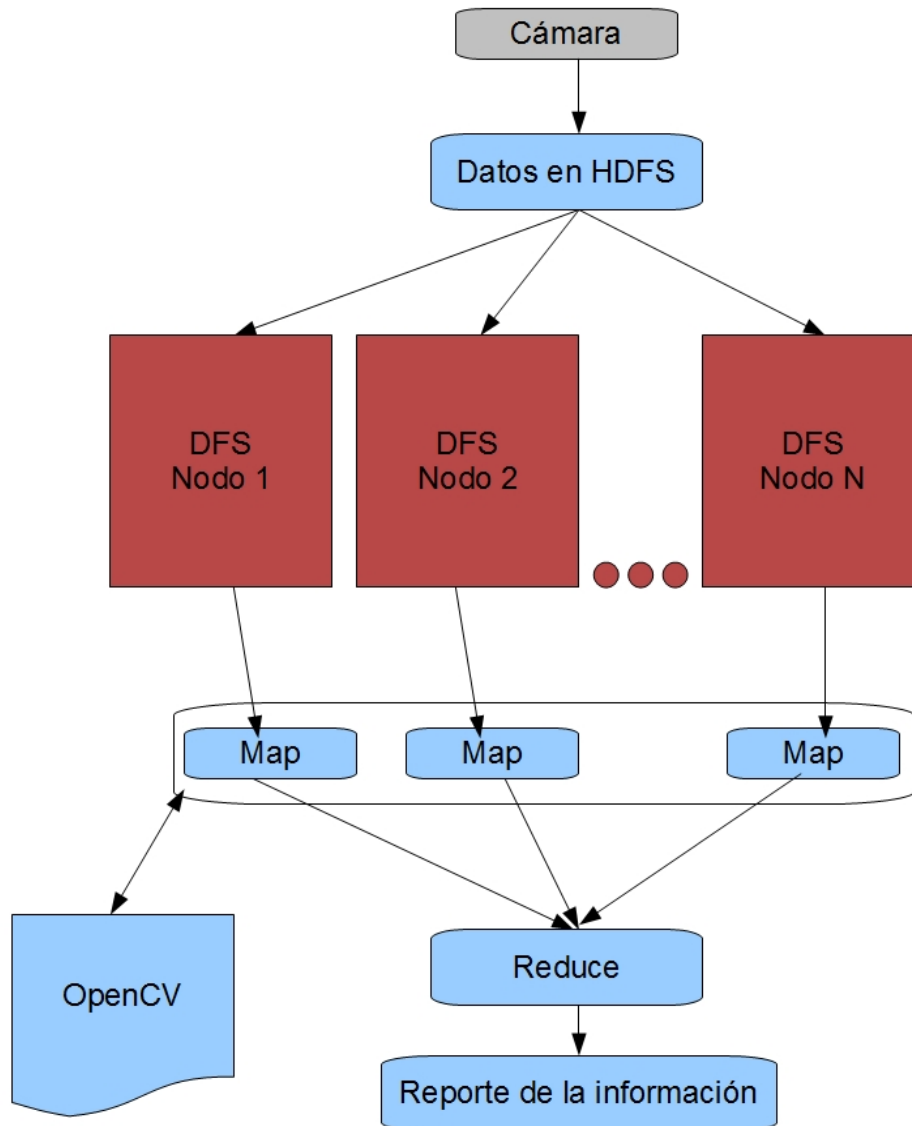 Cámara
Datos en HDFS
DFS
Nodo 1
DFS
Nodo 2
DFS
Nodo N
Map
Map
Map
OpenCV
Reduce
Reporte de la información